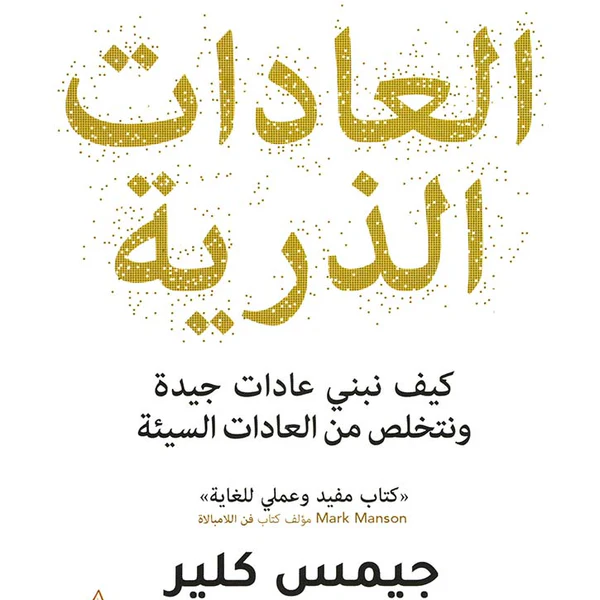 العادات
الذرية
كيف نبني عادات جيدة
ونتخلص من العادات السيئة
«كتاب مفيد وعملي للغاية»
Mark Manson مؤلف كتاب فن اللامبالاة
جيمس كلير